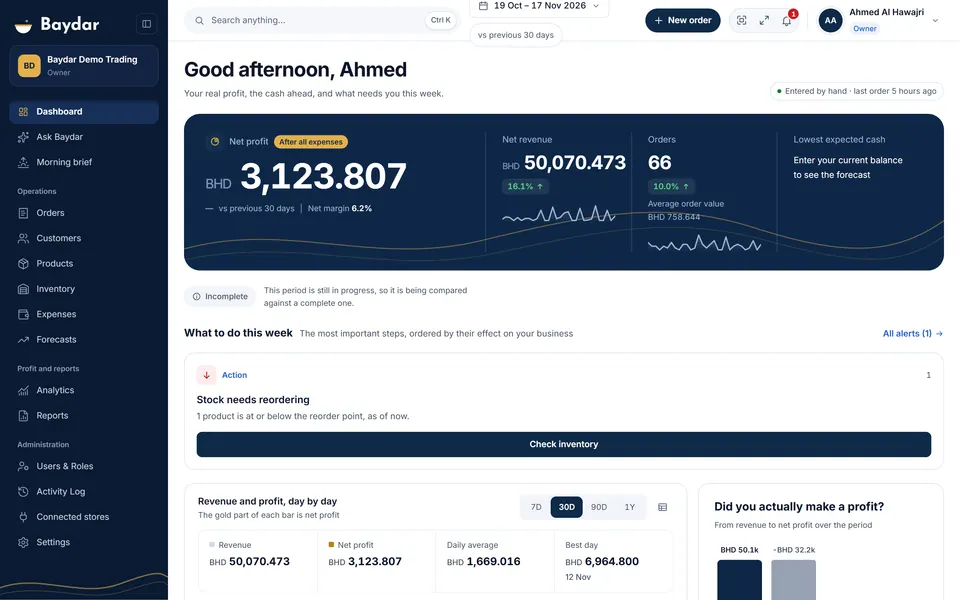 Baydar
BD
Baydar Demo Trading
Owner
Dashboard
Ask Baydar
Morning brief
Operations
Orders
Customers
Products
Inventory
Expenses
Forecasts
Profit and reports
Analytics
Reports
Administration
Users & Roles
Activity Log
Connected stores
Settings
Search anything...
Ctrl K
19 Oct – 17 Nov 2026
vs previous 30 days
+ New order
1
AA
Ahmed Al Hawajri
Owner
Good afternoon, Ahmed
Your real profit, the cash ahead, and what needs you this week.
Entered by hand · last order 5 hours ago
Net profit
After all expenses
BHD 3,123.807
— vs previous 30 days | Net margin 6.2%
Net revenue
BHD 50,070.473
16.1% ↑
Orders
66
10.0% ↑
Average order value
BHD 758.644
Lowest expected cash
Enter your current balance
to see the forecast
Incomplete
This period is still in progress, so it is being compared
against a complete one.
What to do this week
The most important steps, ordered by their effect on your business
All alerts (1) →
Action
1
Stock needs reordering
1 product is at or below the reorder point, as of now.
Check inventory
Revenue and profit, day by day
The gold part of each bar is net profit
7D
30D
90D
1Y
Revenue
BHD 50,070.473
Net profit
BHD 3,123.807
Daily average
BHD 1,669.016
Best day
BHD 6,964.800
12 Nov
Did you actually make a profit?
From revenue to net profit over the period
BHD 50.1k
-BHD 32.2k